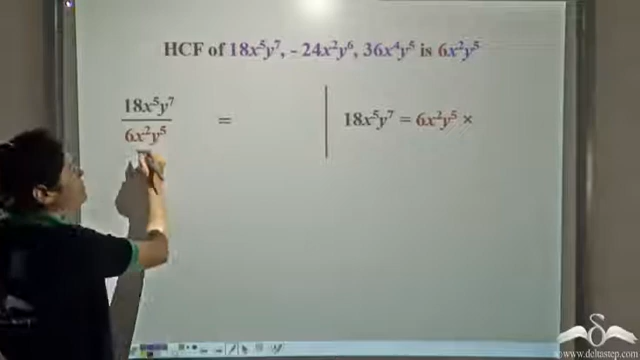 HCF of 18x⁵y⁷, - 24x²y⁶, 36x⁴y⁵ is 6x²y⁵
18x⁵y⁷
6x²y⁵
=
18x⁵y⁷ = 6x²y⁵ ×
www.deltastep.com